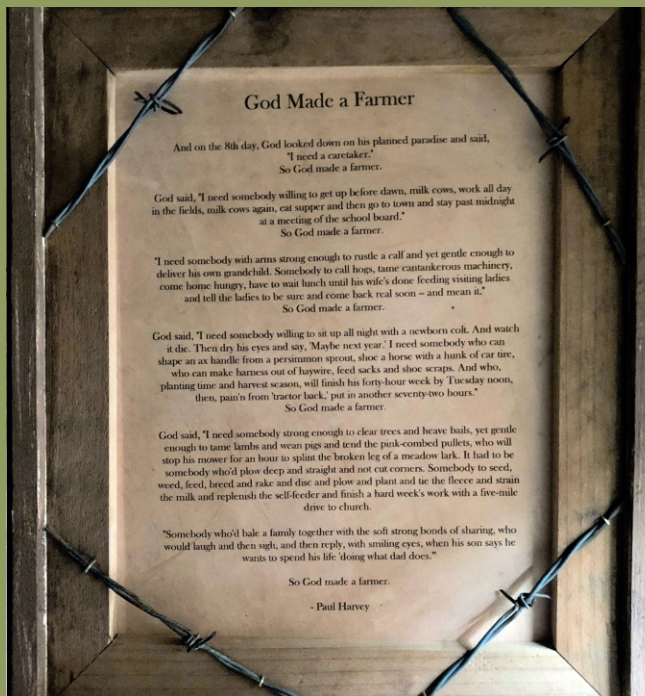 God Made a Farmer
And on the 8th day, God looked down on his planned paradise and said,
"I need a caretaker."
So God made a farmer.
God said, "I need somebody willing to get up before dawn, milk cows, work all day
in the fields, milk cows again, eat supper and then go to town and stay past midnight
at a meeting of the school board."
So God made a farmer.
"I need somebody with arms strong enough to rustle a calf and yet gentle enough to
deliver his own grandchild. Somebody to call hogs, tame cantankerous machinery,
come home hungry, have to wait lunch until his wife's done feeding visiting ladies
and tell the ladies to be sure and come back real soon – and mean it."
So God made a farmer.
God said, "I need somebody willing to sit up all night with a newborn colt. And watch
it die. Then dry his eyes and say, 'Maybe next year.' I need somebody who can
shape an ax handle from a persimmon sprout, shoe a horse with a hunk of car tire,
who can make harness out of haywire, feed sacks and shoe scraps. And who,
planting time and harvest season, will finish his forty-hour week by Tuesday noon,
then, pain'n from 'tractor back,' put in another seventy-two hours."
So God made a farmer.
God said, "I need somebody strong enough to clear trees and heave bails, yet gentle
enough to tame lambs and wean pigs and tend the pink-combed pullets, who will
stop his mower for an hour to splint the broken leg of a meadow lark. It had to be
somebody who'd plow deep and straight and not cut corners. Somebody to seed,
weed, feed, breed and rake and disc and plow and plant and tie the fleece and strain
the milk and replenish the self-feeder and finish a hard week's work with a five-mile
drive to church.
"Somebody who'd bale a family together with the soft strong bonds of sharing, who
would laugh and then sigh, and then reply, with smiling eyes, when his son says he
wants to spend his life 'doing what dad does.'"
So God made a farmer.
- Paul Harvey